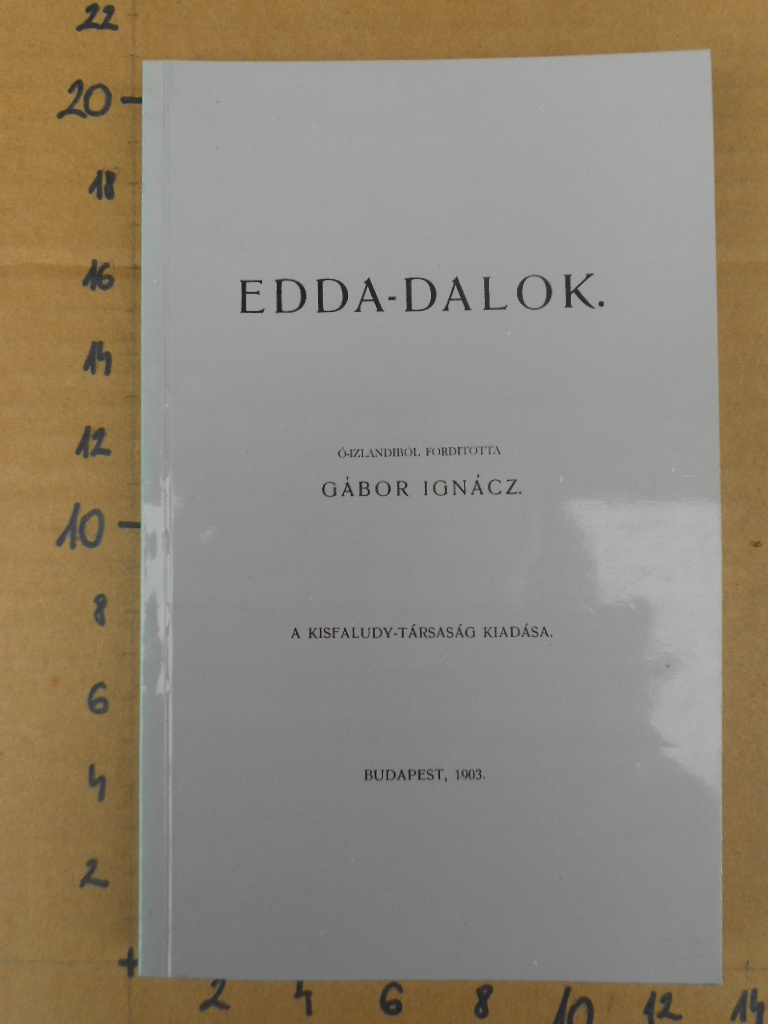 22
20
18
16
14
12
10
8
6
4
2
EDDA-DALOK.
Ó-IZLANDIBÓL FORDITOTTA
GÁBOR IGNÁCZ.
A KISFALUDY-TÁRSASÁG KIADÁSA.
BUDAPEST, 1903.
+
2 4 6 8 10 12 14